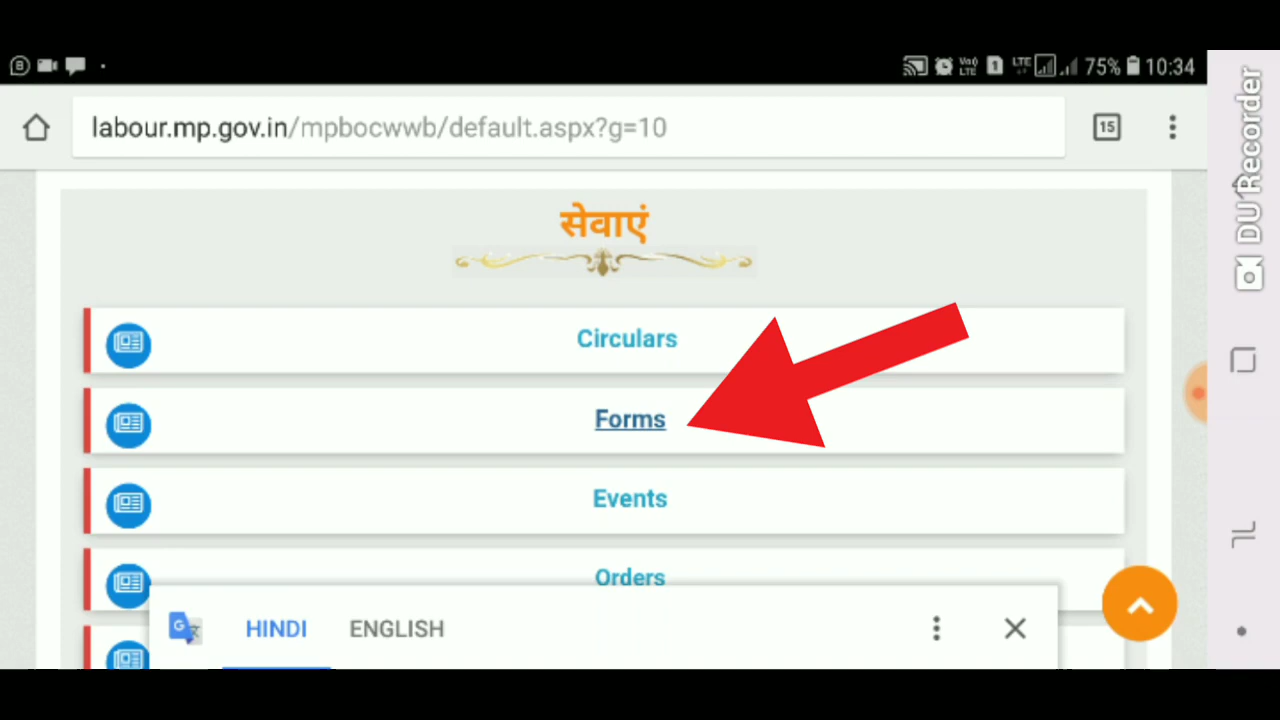 75% 10:34
labour.mp.gov.in/mpbocwwb/default.aspx?g=10
15
सेवाएं
Circulars
Forms
Events
Orders
HINDI ENGLISH
DU Recorder